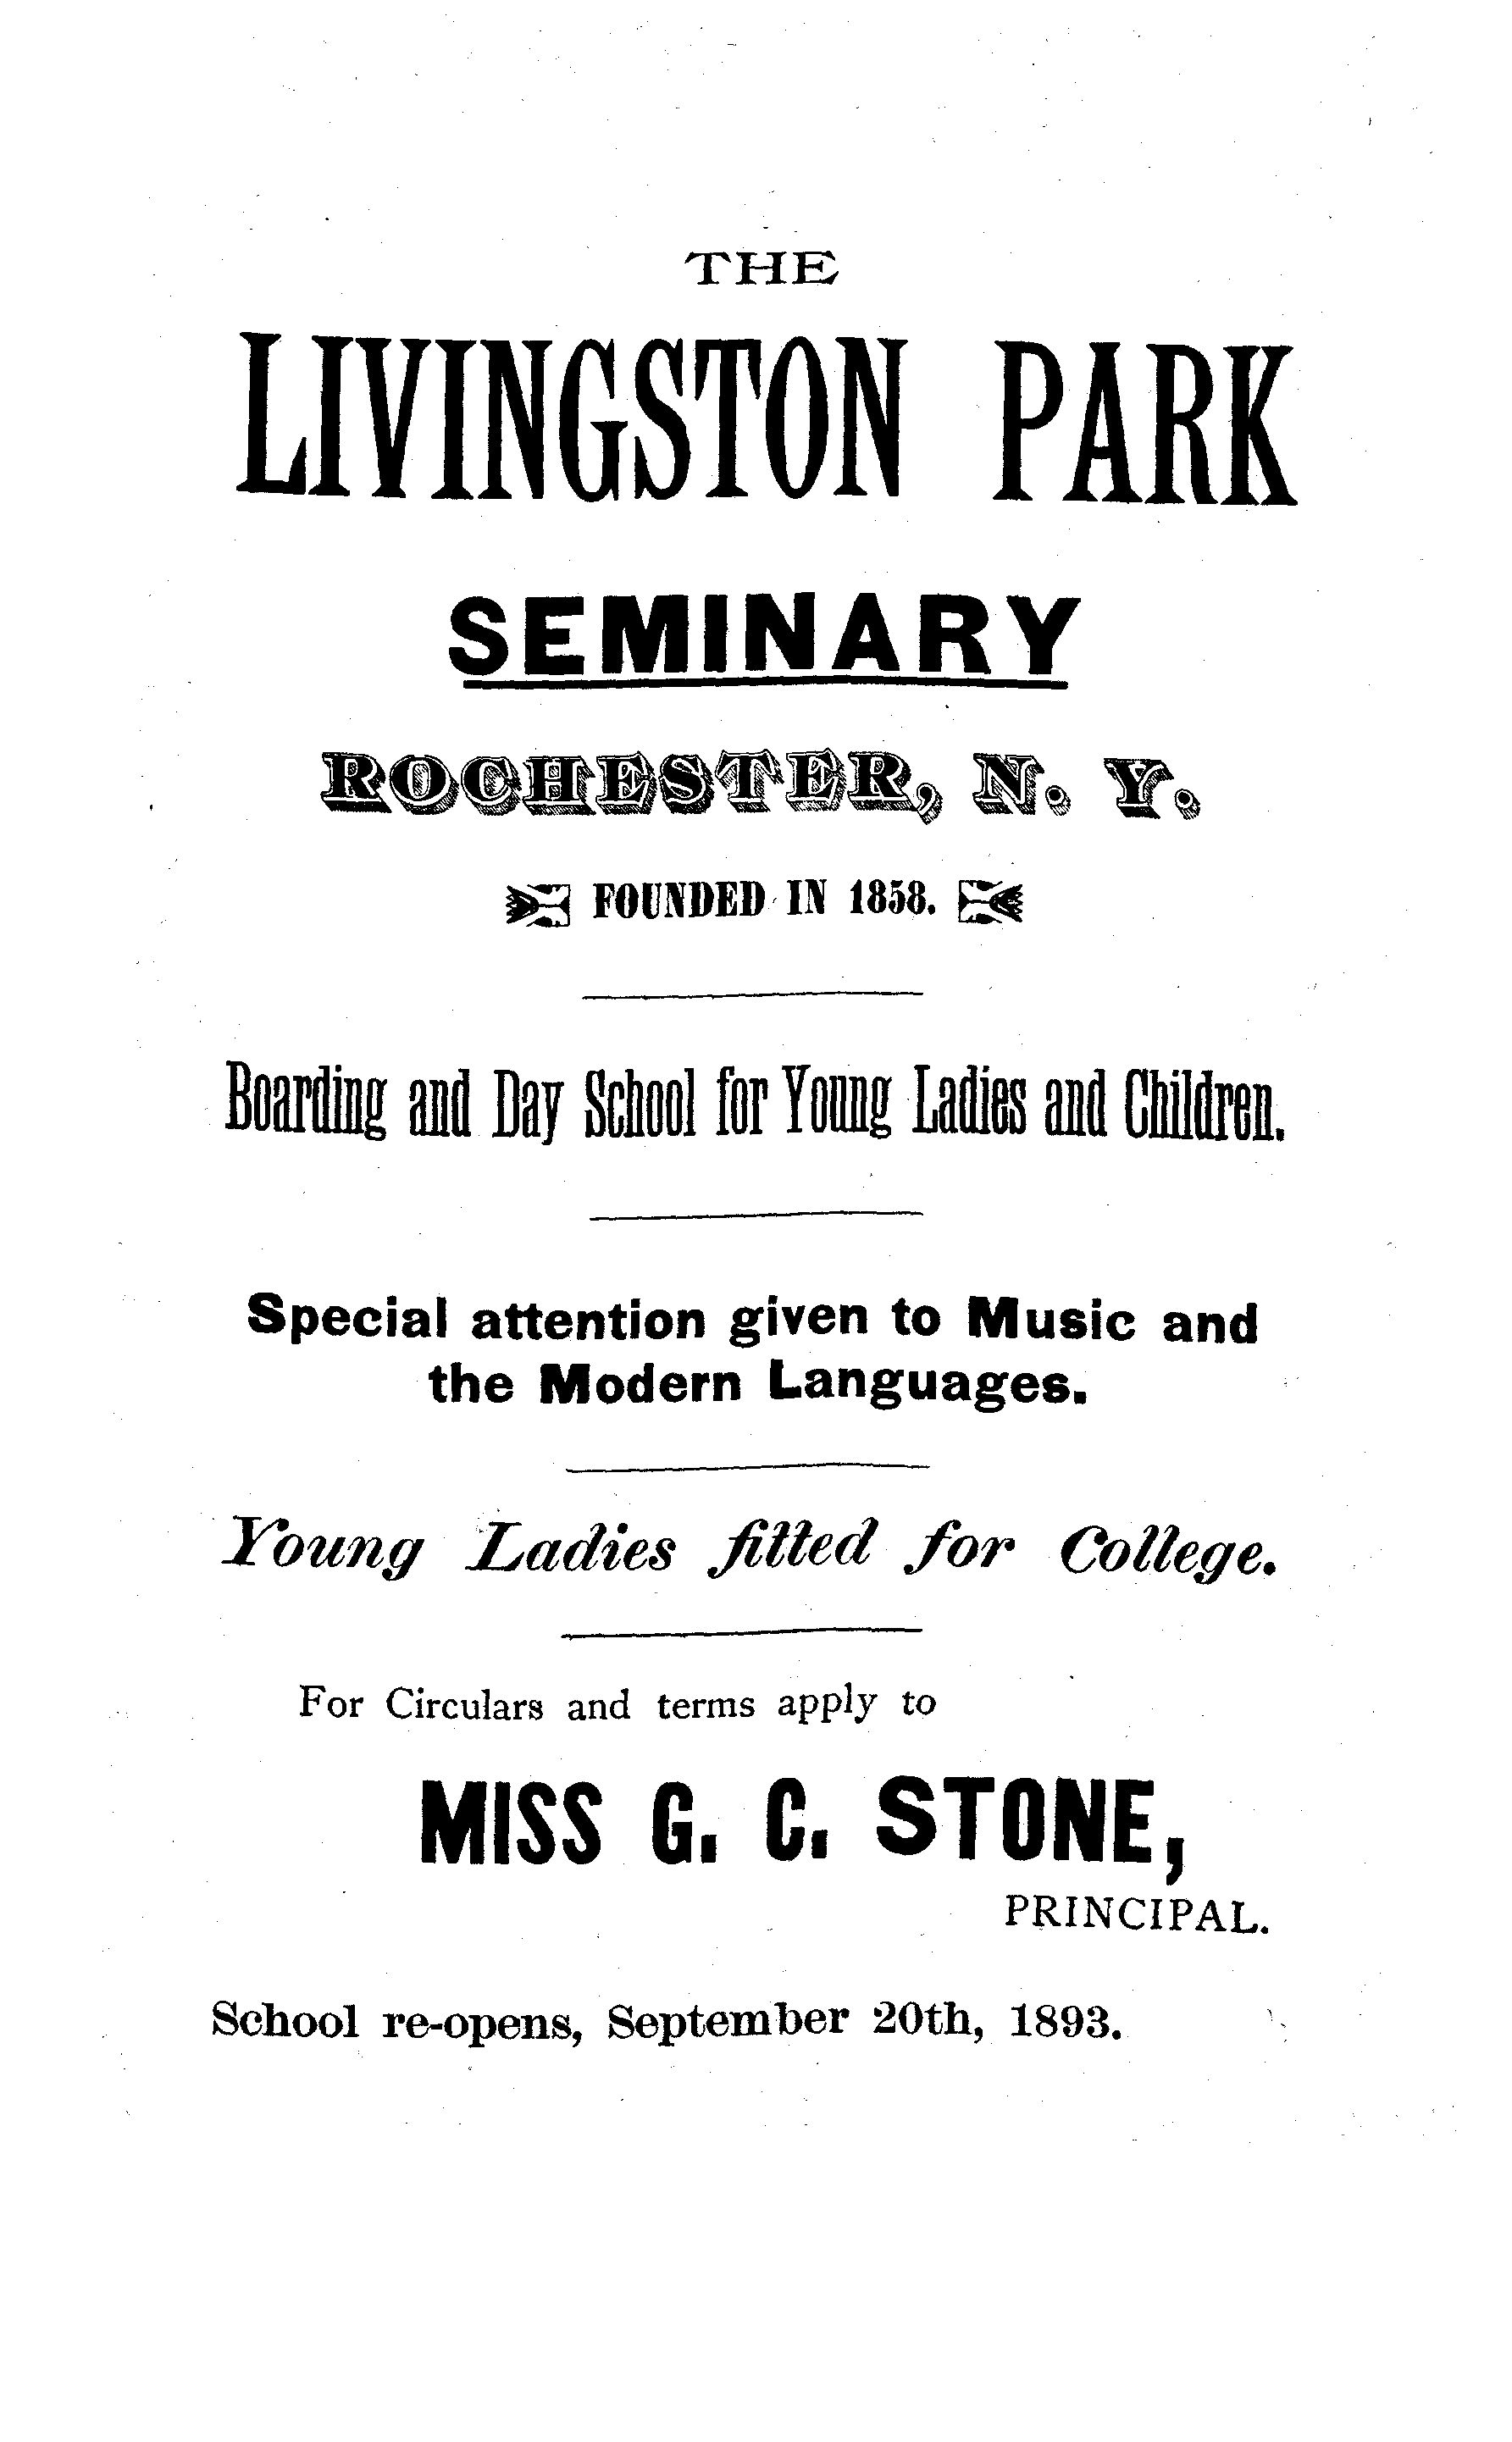 THE
LIVINGSTON PARK
SEMINARY
ROCHESTER, N. Y.
FOUNDED IN 1858.
Boarding and Day School for Young Ladies and Children.
Special attention given to Music and
the Modern Languages.
Young Ladies fitted for College.
For Circulars and terms apply to
MISS G. C. STONE,
PRINCIPAL.
School re-opens, September 20th, 1893.